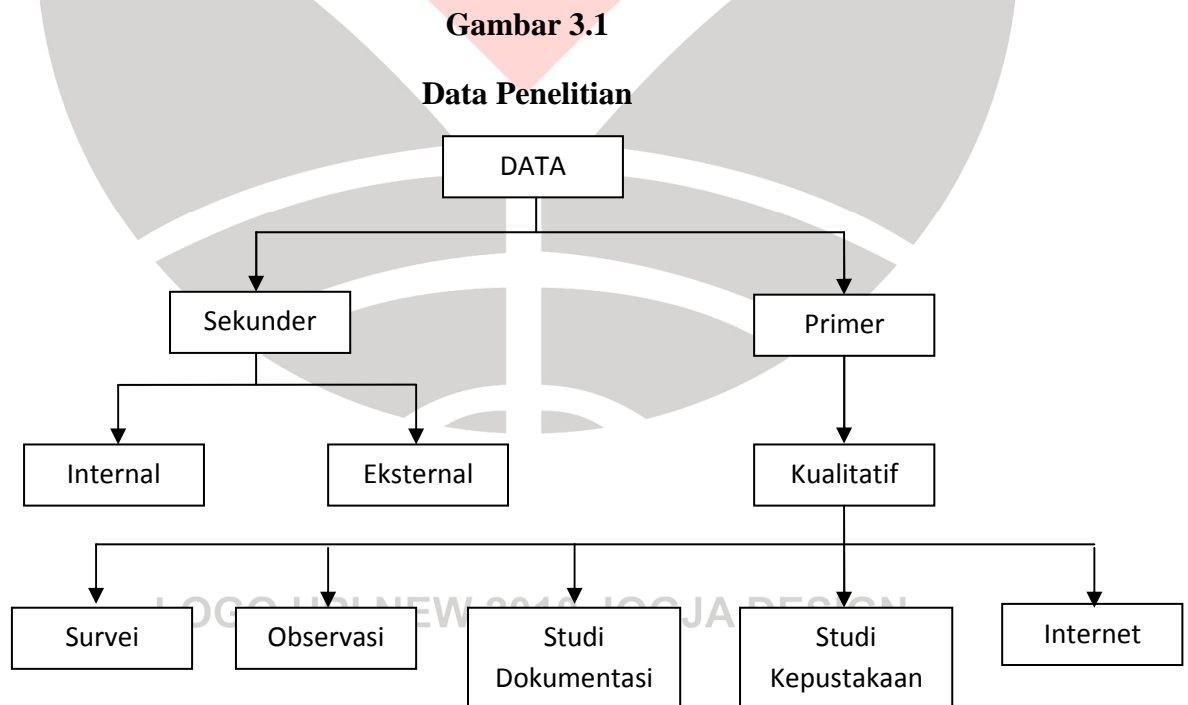 Gambar 3.1
Data Penelitian
DATA
Sekunder
Primer
Internal
Eksternal
Kualitatif
LOGO UPI NEW 2010 JOGJA DESIGN
Survei
Observasi
Studi
Dokumentasi
Studi
Kepustakaan
Internet